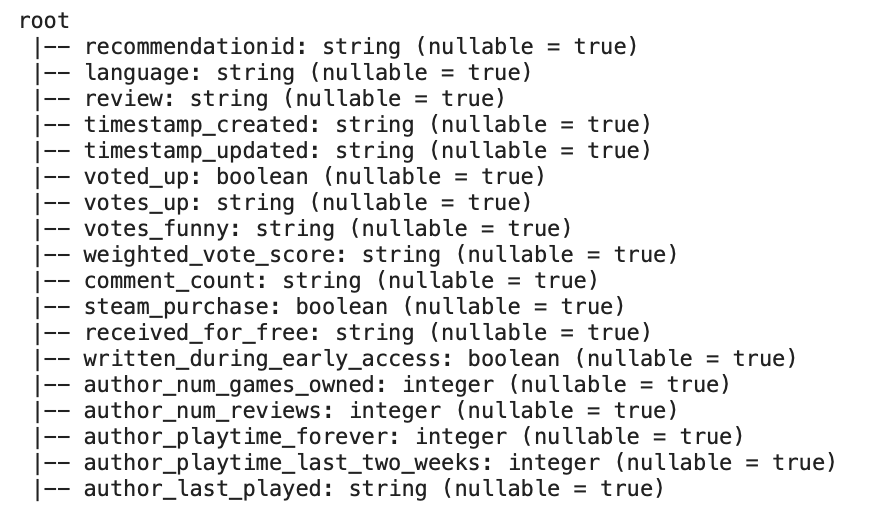 root
 |-- recommendationid: string (nullable = true)
 |-- language: string (nullable = true)
 |-- review: string (nullable = true)
 |-- timestamp_created: string (nullable = true)
 |-- timestamp_updated: string (nullable = true)
 |-- voted_up: boolean (nullable = true)
 |-- votes_up: string (nullable = true)
 |-- votes_funny: string (nullable = true)
 |-- weighted_vote_score: string (nullable = true)
 |-- comment_count: string (nullable = true)
 |-- steam_purchase: boolean (nullable = true)
 |-- received_for_free: string (nullable = true)
 |-- written_during_early_access: boolean (nullable = true)
 |-- author_num_games_owned: integer (nullable = true)
 |-- author_num_reviews: integer (nullable = true)
 |-- author_playtime_forever: integer (nullable = true)
 |-- author_playtime_last_two_weeks: integer (nullable = true)
 |-- author_last_played: string (nullable = true)